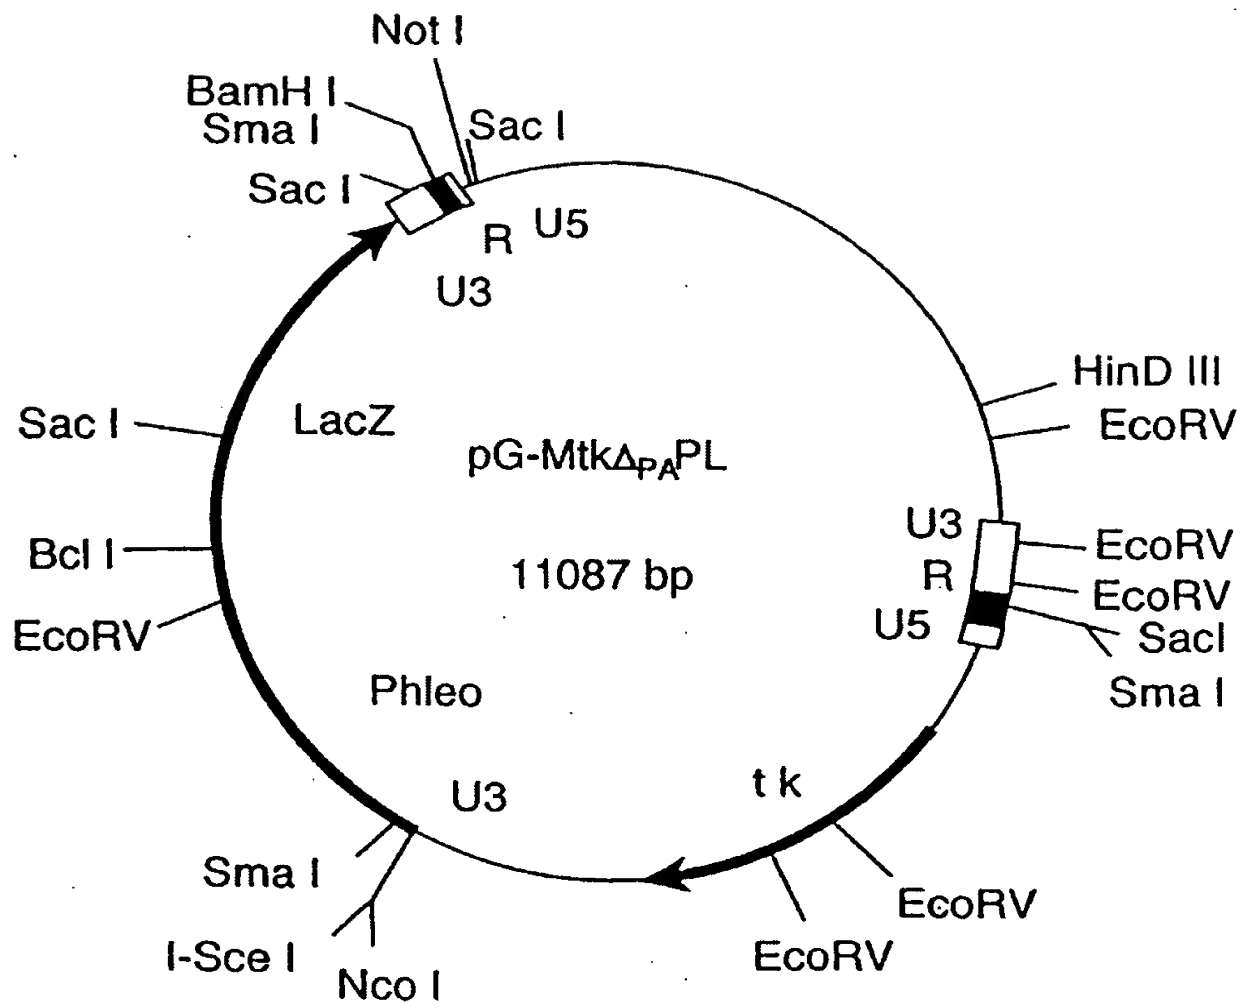 Not I
BamH I
Sma I
Sac I
Sac I
U5
R
U3
HinD III
EcoRV
Sac I
LacZ
pG-MtkΔPAPL
U3
EcoRV
Bcl I
11087 bp
R
EcoRV
U5
SacI
EcoRV
Sma I
Phleo
t k
U3
Sma I
EcoRV
I-Sce I
EcoRV
Nco I